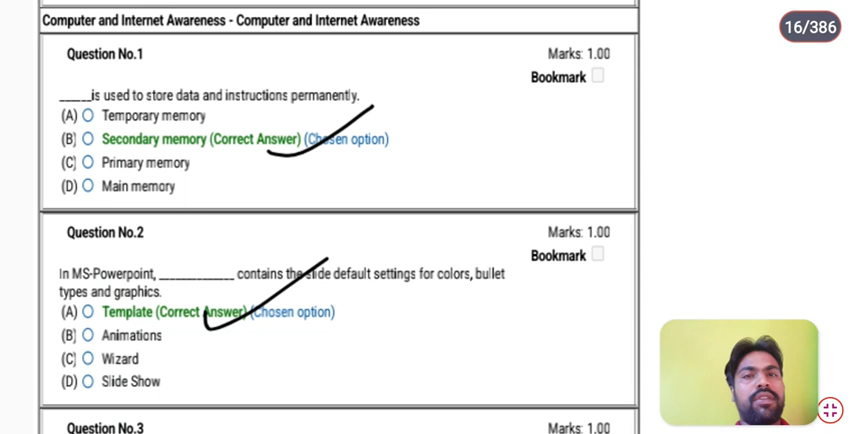 Computer and Internet Awareness - Computer and Internet Awareness
16/386
Question No.1
Marks: 1.00
Bookmark
_____is used to store data and instructions permanently.
(A) Temporary memory
(B) Secondary memory (Correct Answer) (Chosen option)
(C) Primary memory
(D) Main memory
Question No.2
Marks: 1.00
Bookmark
In MS-Powerpoint, _____________ contains the slide default settings for colors, bullet
types and graphics.
(A) Template (Correct Answer) (Chosen option)
(B) Animations
(C) Wizard
(D) Slide Show
Question No.3
Marks: 1.00